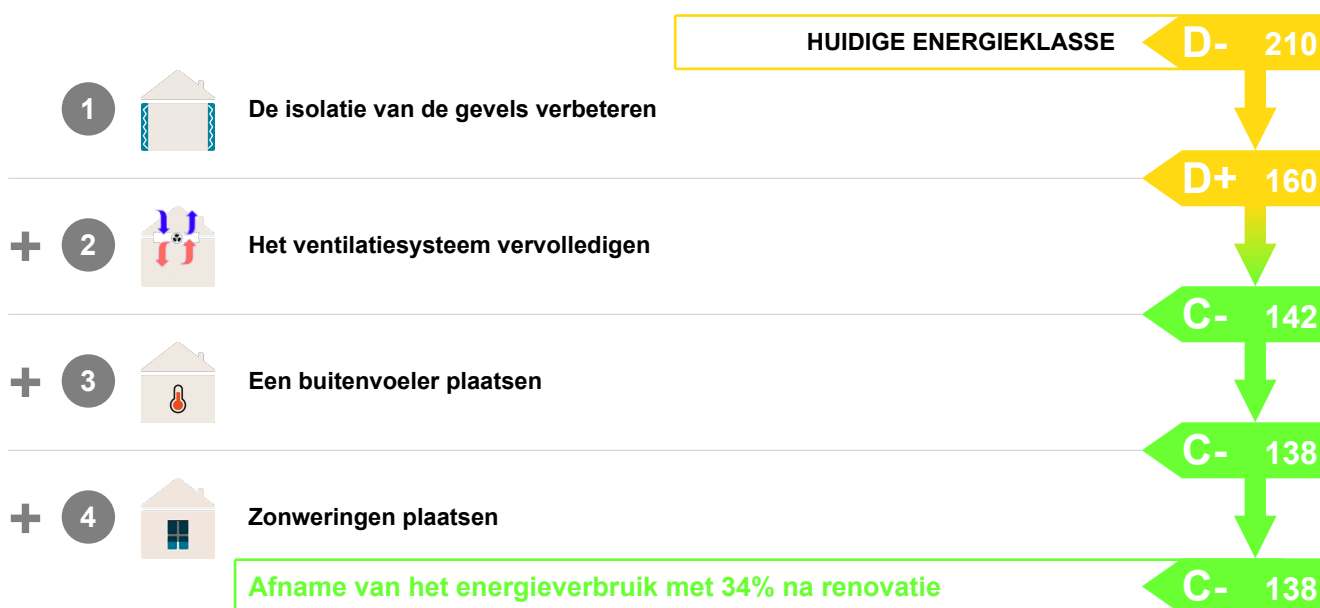 HUIDIGE ENERGIEKLASSE D- 210
1 De isolatie van de gevels verbeteren
D+ 160
+ 2 Het ventilatiesysteem vervolledigen
C- 142
+ 3 Een buitenvoeler plaatsen
C- 138
+ 4 Zonweringen plaatsen
Afname van het energieverbruik met 34% na renovatie C- 138